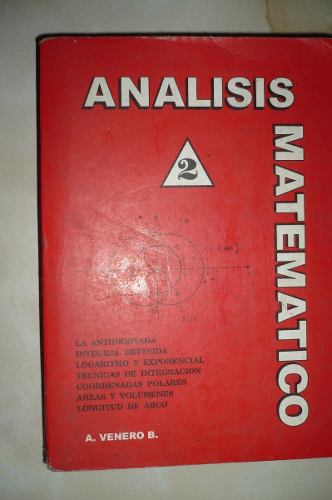 ANALISIS
MATEMATICO
2
LA ANTIDERIVADA
INTEGRAL DEFINIDA
LOGARITMO Y EXPONENCIAL
TECNICAS DE INTEGRACION
COORDENADAS POLARES
AREAS Y VOLUMENES
LONGITUD DE ARCO
A. VENERO B.